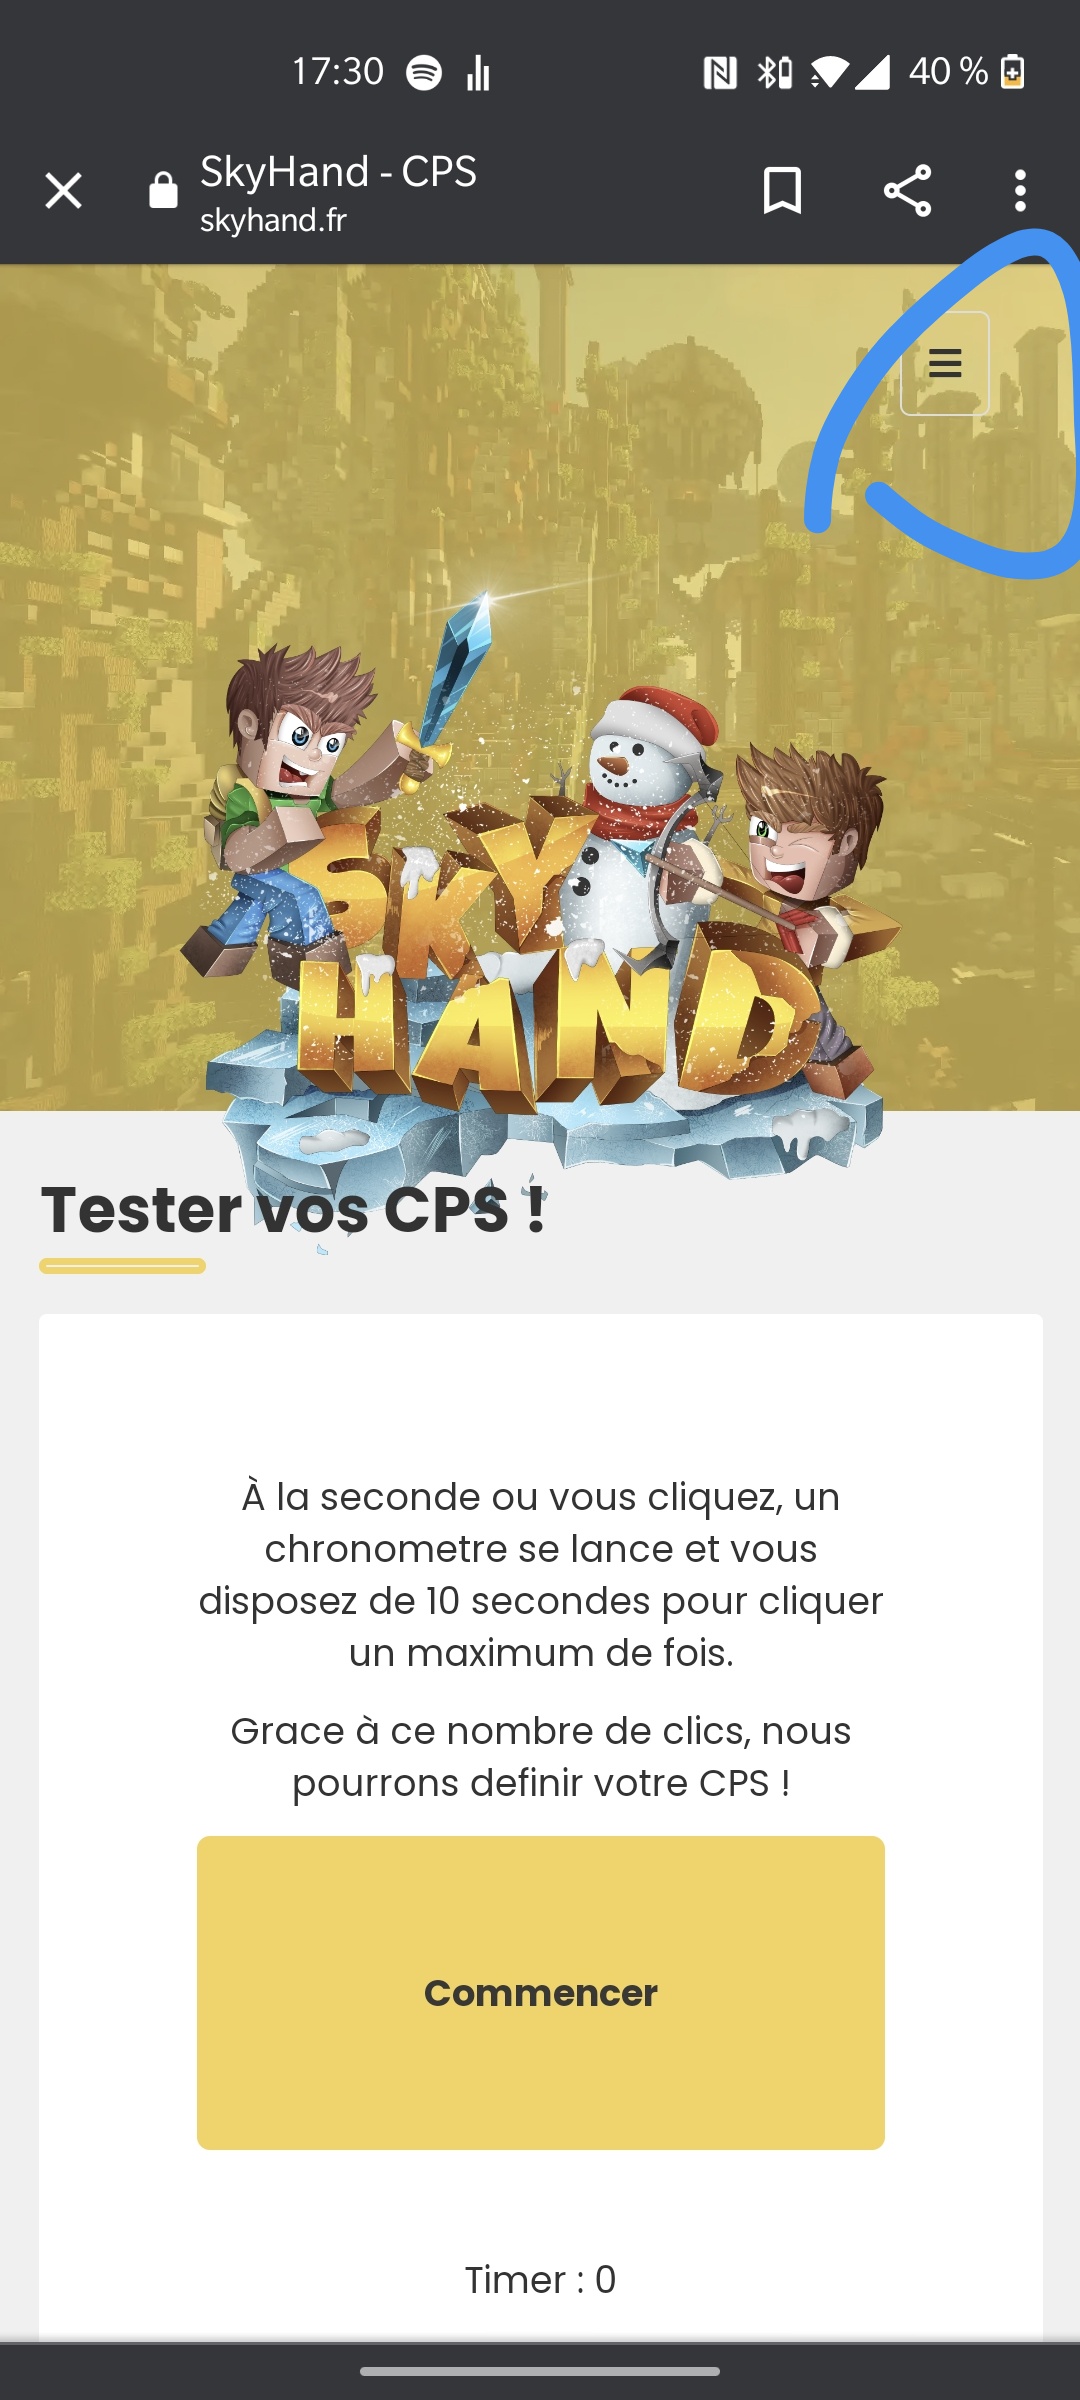 17:30
40 %
SkyHand - CPS
skyhand.fr
SKY
HAND
Tester vos CPS !
À la seconde ou vous cliquez, un
chronometre se lance et vous
disposez de 10 secondes pour cliquer
un maximum de fois.
Grace à ce nombre de clics, nous
pourrons definir votre CPS !
Commencer
Timer : 0